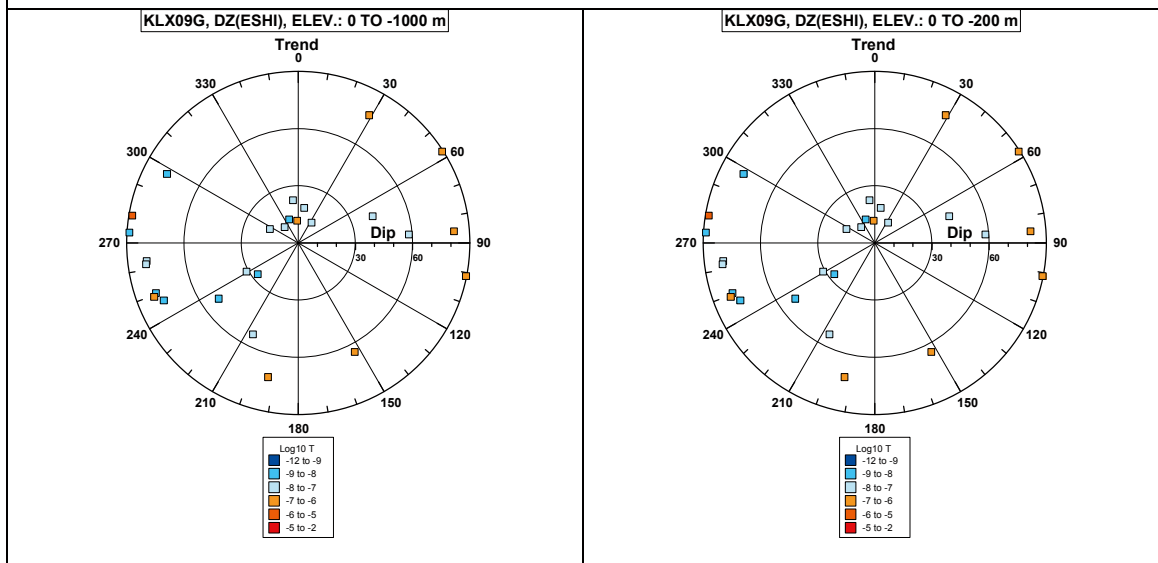 KLX09G, DZ(ESHI), ELEV.: 0 TO -1000 m
Trend
0
330
30
300
60
Dip
270
30
60
90
240
120
210
150
180
Log10 T
-12 to -9
-9 to -8
-8 to -7
-7 to -6
-6 to -5
-5 to -2
KLX09G, DZ(ESHI), ELEV.: 0 TO -200 m
Trend
0
330
30
300
60
Dip
270
30
60
90
240
120
210
150
180
Log10 T
-12 to -9
-9 to -8
-8 to -7
-7 to -6
-6 to -5
-5 to -2